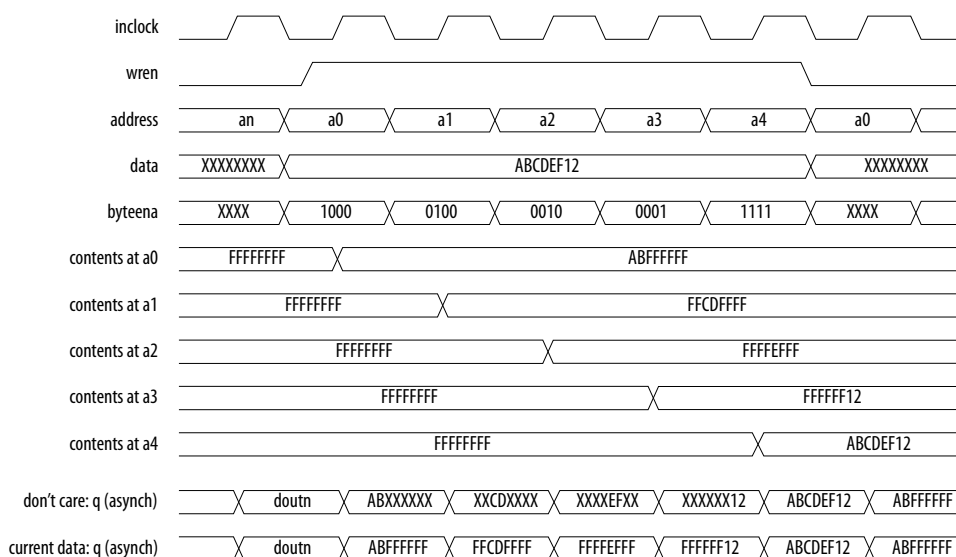 inclock
wren
address an a0 a1 a2 a3 a4 a0
data XXXXXXXX ABCDEF12 XXXXXXXX
byteena XXXX 1000 0100 0010 0001 1111 XXXX
contents at a0 FFFFFFFF ABFFFFFF
contents at a1 FFFFFFFF FFCDFFFF
contents at a2 FFFFFFFF FFFFEFFF
contents at a3 FFFFFFFF FFFFFF12
contents at a4 FFFFFFFF ABCDEF12
don't care: q (asynch) doutn ABXXXXXX XXCDXXXX XXXXEFXX XXXXXX12 ABCDEF12 ABFFFFFF
current data: q (asynch) doutn ABFFFFFF FFCDFFFF FFFFEFFF FFFFFF12 ABCDEF12 ABFFFFFF